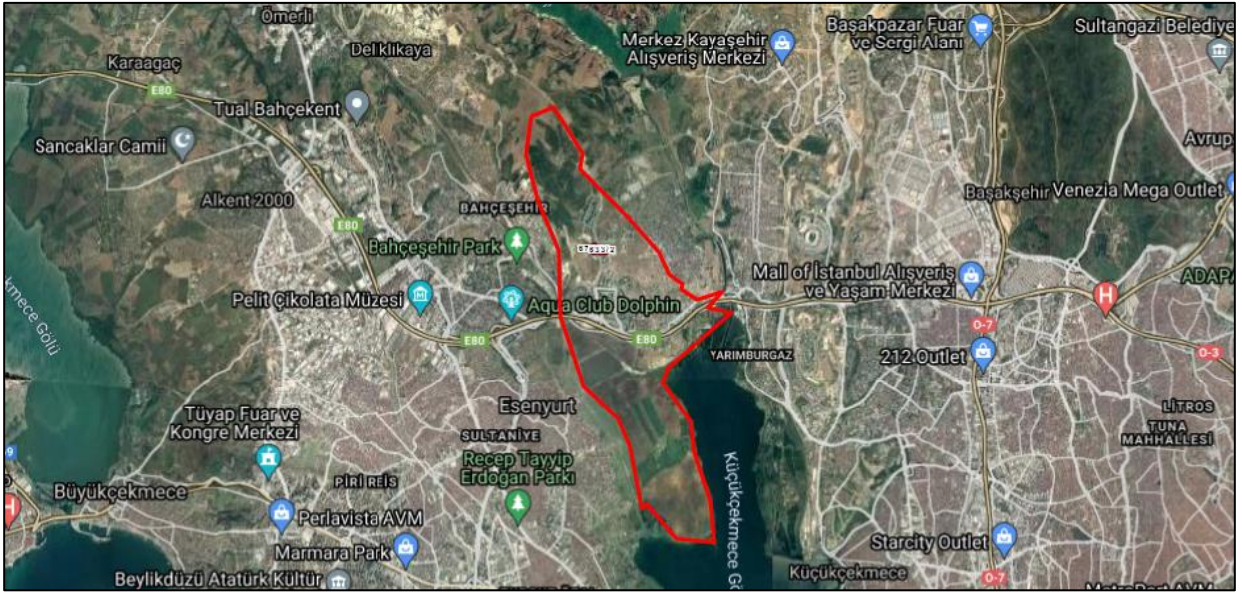 Ömerli
Delklıkaya
Karaagaç
E80
Tual Bahçekent
Sancaklar Camii
Alkent 2000
Merkez Kayaşehir
Alışveriş Merkezi
Başakpazar Fuar
ve Sergi Alanı
Sultangazi Belediye
Avrup
Başakşehir
Venezia Mega Outlet
E80
BAHÇEŞEHİR
Bahçeşehir Park
Pelit Çikolata Müzesi
Aqua Club Dolphin
Mall of İstanbul Alışveriş
ve Yaşam Merkezi
ADAPA
H
E80
E80
O-7
O-3
YARIMBURGAZ
212 Outlet
kmece Gölü
Esenyurt
Tüyap Fuar ve
Kongre Merkezi
SULTANİYE
Recep Tayyip
Erdoğan Parkı
LİTROS
TUNA
MAHHALLESİ
PİRİ REİS
Büyükçekmece
H
Perlavista AVM
Marmara Park
Beylikdüzü Atatürk Kültür
Küçükçekmece Gö
Starcity Outlet
Küçükçekmece
O-7
MetroPort AVM